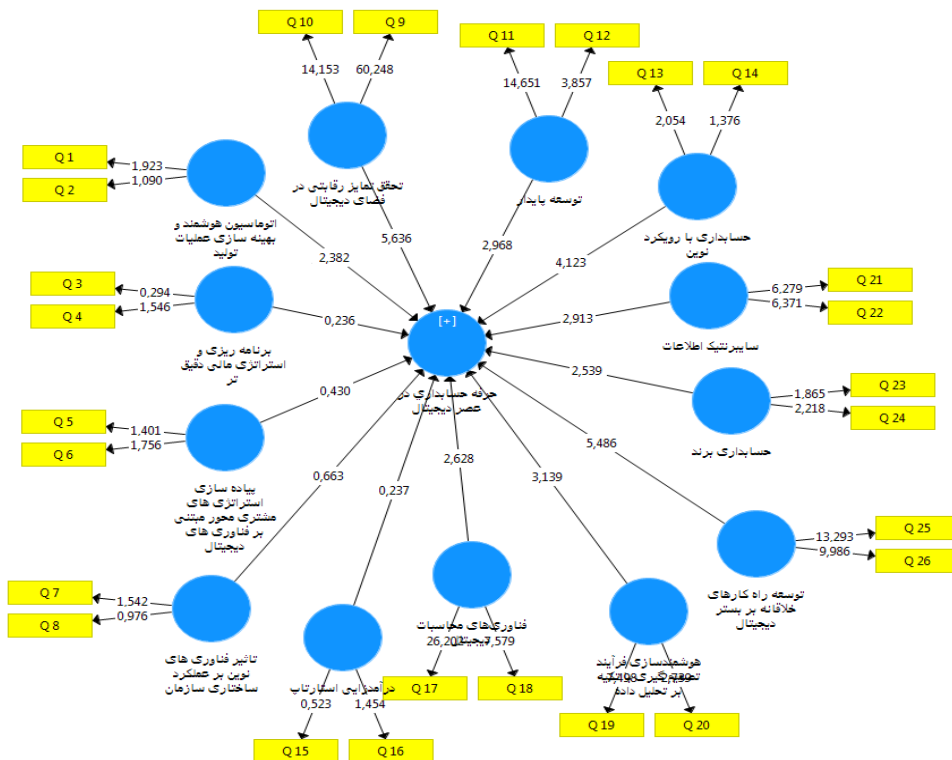 Q 10
Q 9
Q 11
Q 12
Q 13
Q 14
14,153
60,248
14,651
3,857
2,054
1,376
Q 1
Q 2
1,923
1,090
تحقق تمایز رقابتی در
فضای دیجیتال
توسعه پایدار
اتوماسیون هوشمند و
بهینه سازی عملیات
تولید
حسابداری با رویکرد
نوین
2,382
5,636
2,968
4,123
Q 3
Q 4
0,294
1,546
Q 21
Q 22
6,279
6,371
0,236
[+]
2,913
برنامه ریزی و
استراتژی مالی دقیق
تر
سایبرنتیک اطلاعات
حرفه حسابداری در
عصر دیجیتال
Q 5
Q 6
1,401
1,756
0,430
2,539
Q 23
Q 24
1,865
2,218
حسابداری برند
پیاده سازی
استراتژی های
مشتری محور مبتنی
بر فناوری های
دیجیتال
0,663
0,237
2,628
3,139
5,486
Q 25
Q 26
13,293
9,986
توسعه راه کارهای
خلاقانه بر بستر
دیجیتال
Q 7
Q 8
1,542
0,976
تاثیر فناوری های
نوین بر عملکرد
ساختاری سازمان
فناوری‌های محاسبات
دیجیتال
7,579
Q 17
Q 18
هوشمندسازی فرآیند
بر تحلیل داده
درآمدزایی استارتاپ
0,523
1,454
Q 15
Q 16
Q 19
Q 20